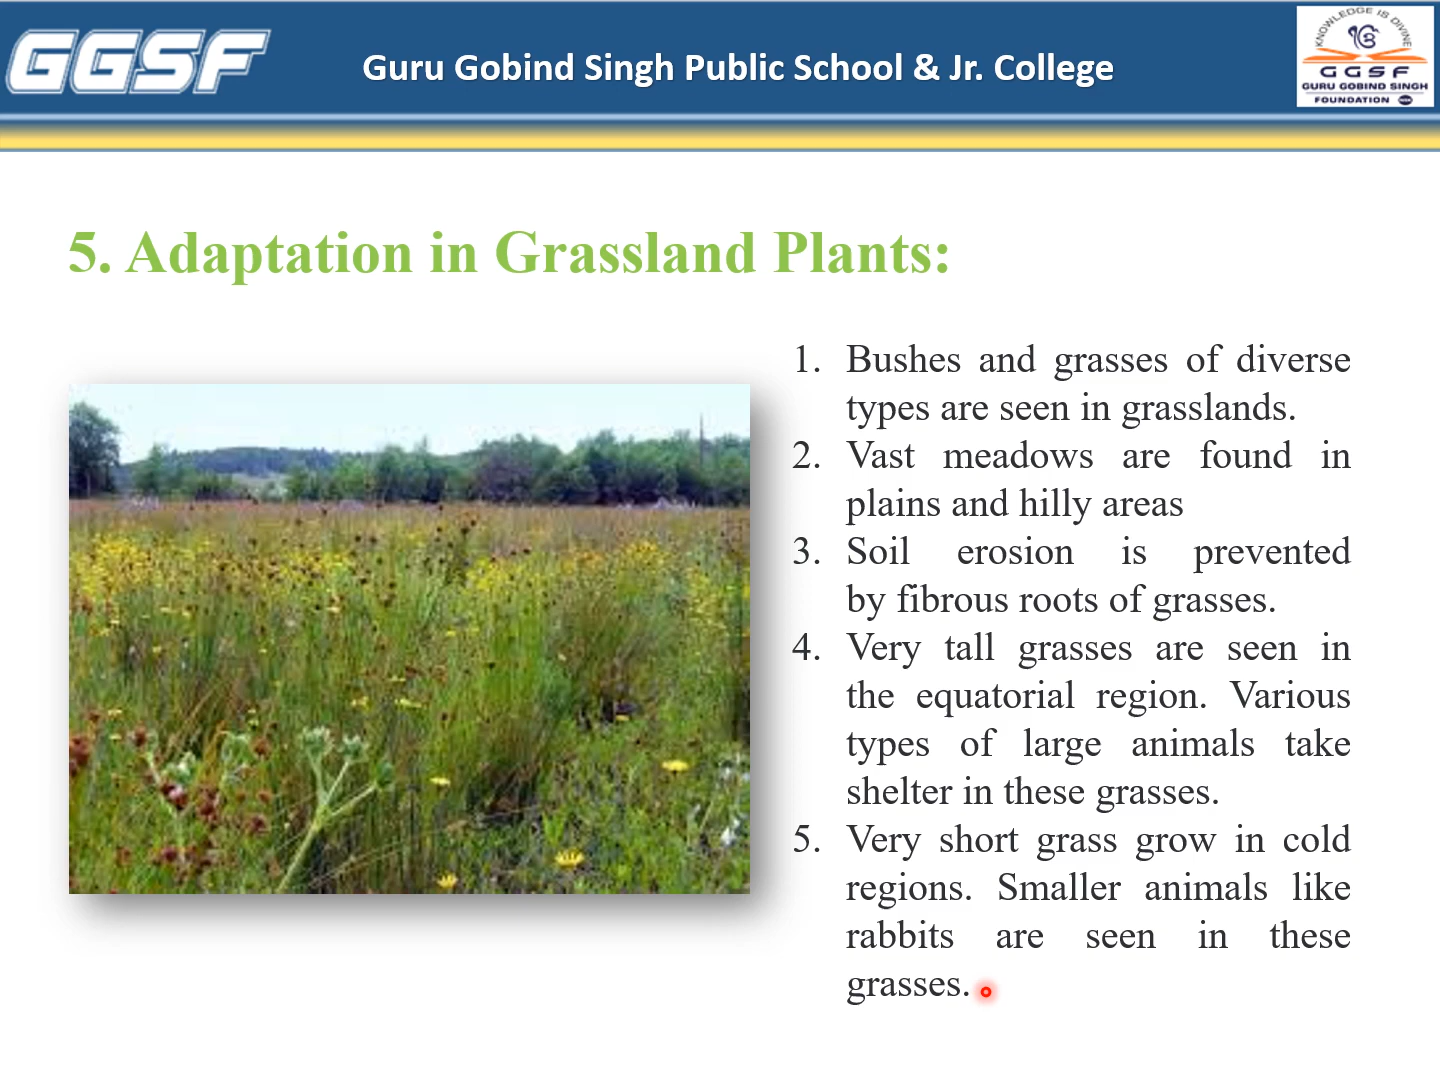 GGSF
Guru Gobind Singh Public School & Jr. College
KNOWLEDGE IS DIVINE
GGSF
GURU GOBIND SINGH
FOUNDATION
5. Adaptation in Grassland Plants:
1. Bushes and grasses of diverse
types are seen in grasslands.
2. Vast meadows are found in
plains and hilly areas
3. Soil erosion is prevented
by fibrous roots of grasses.
4. Very tall grasses are seen in
the equatorial region. Various
types of large animals take
shelter in these grasses.
5. Very short grass grow in cold
regions. Smaller animals like
rabbits are seen in these
grasses.